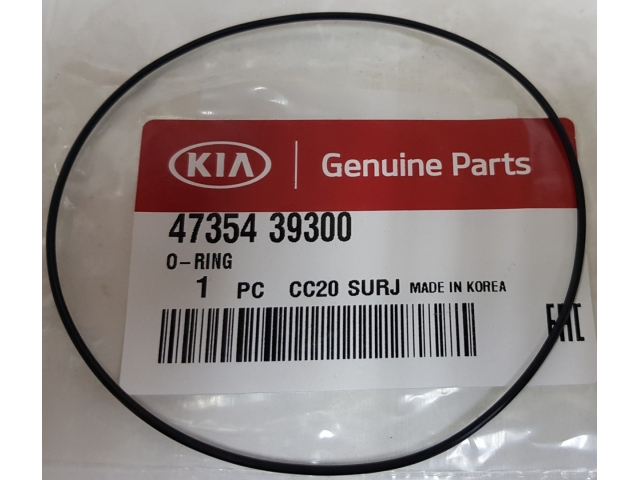 KIA Genuine Parts
47354 39300
O-RING
1 PC CC20 SURJ MADE IN KOREA
EAC